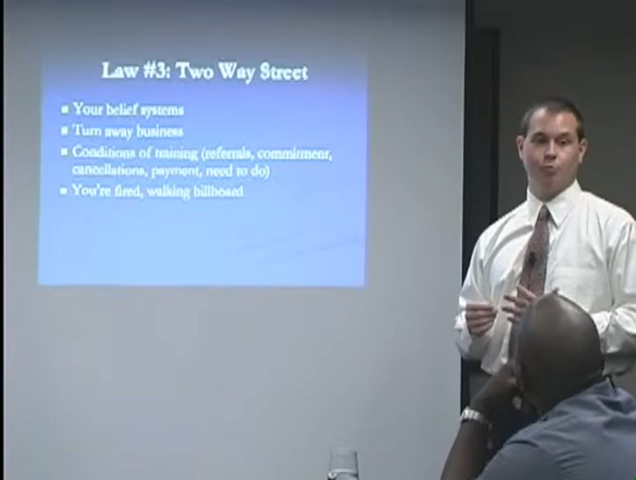 Law #3: Two Way Street
Your belief systems
Turn away business
Conditions of training (referrals, commitment,
cancellations, payment, need to do)
You're fired, walking billboard